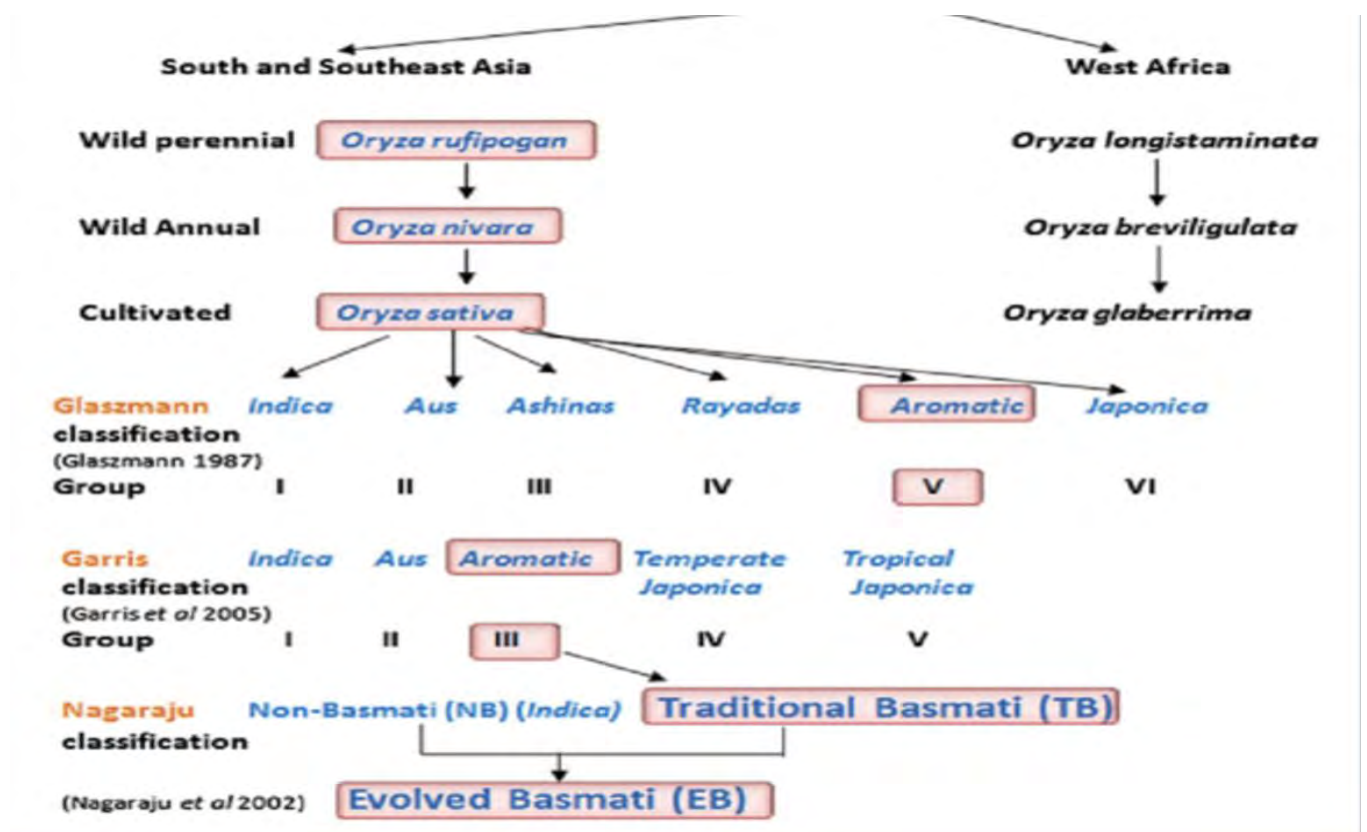 South and Southeast Asia West Africa
Wild perennial Oryza rufipogan Oryza longistaminata
Wild Annual Oryza nivara Oryza breviligulata
Cultivated Oryza sativa Oryza glaberrima
Glaszmann Indica Aus Ashinas Rayadas Aromatic Japonica
classification
(Glaszmann 1987)
Group I II III IV V VI
Garris Indica Aus Aromatic Temperate Tropical
classification Japonica Japonica
(Garris et al 2005)
Group I II III IV V
Nagaraju Non-Basmati (NB) (Indica) Traditional Basmati (TB)
classification
(Nagaraju et al 2002) Evolved Basmati (EB)